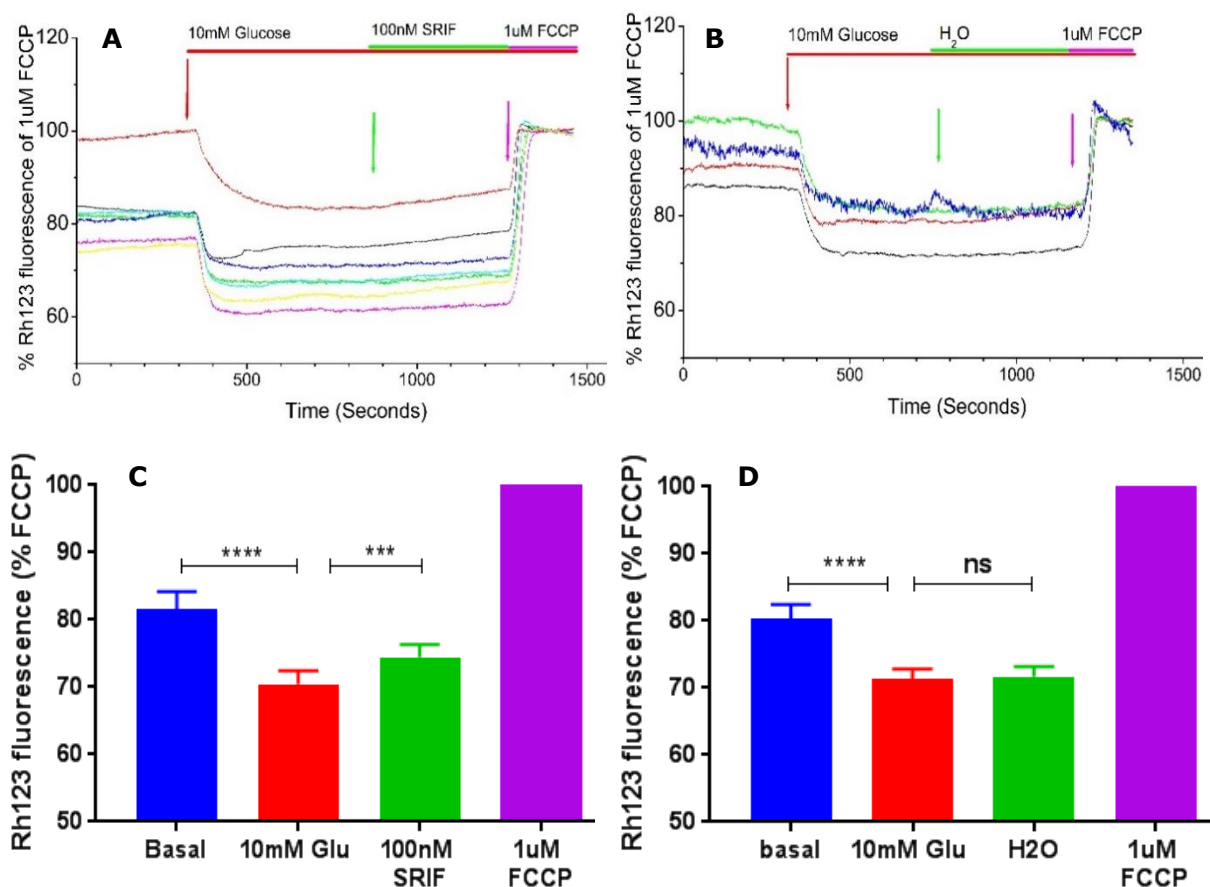 A
10mM Glucose
100nM SRIF
1uM FCCP
% Rh123 fluorescence of 1uM FCCP
120
100
80
60
0
500
1000
1500
Time (Seconds)
B
10mM Glucose
H2O
1uM FCCP
% Rh123 fluorescence of 1uM FCCP
120
100
80
60
0
500
1000
1500
Time (Seconds)
C
Rh123 fluorescence (% FCCP)
100
90
80
70
60
50
****
***
Basal
10mM Glu
100nM
SRIF
1uM
FCCP
D
Rh123 fluorescence (% FCCP)
100
90
80
70
60
50
****
ns
basal
10mM Glu
H2O
1uM
FCCP